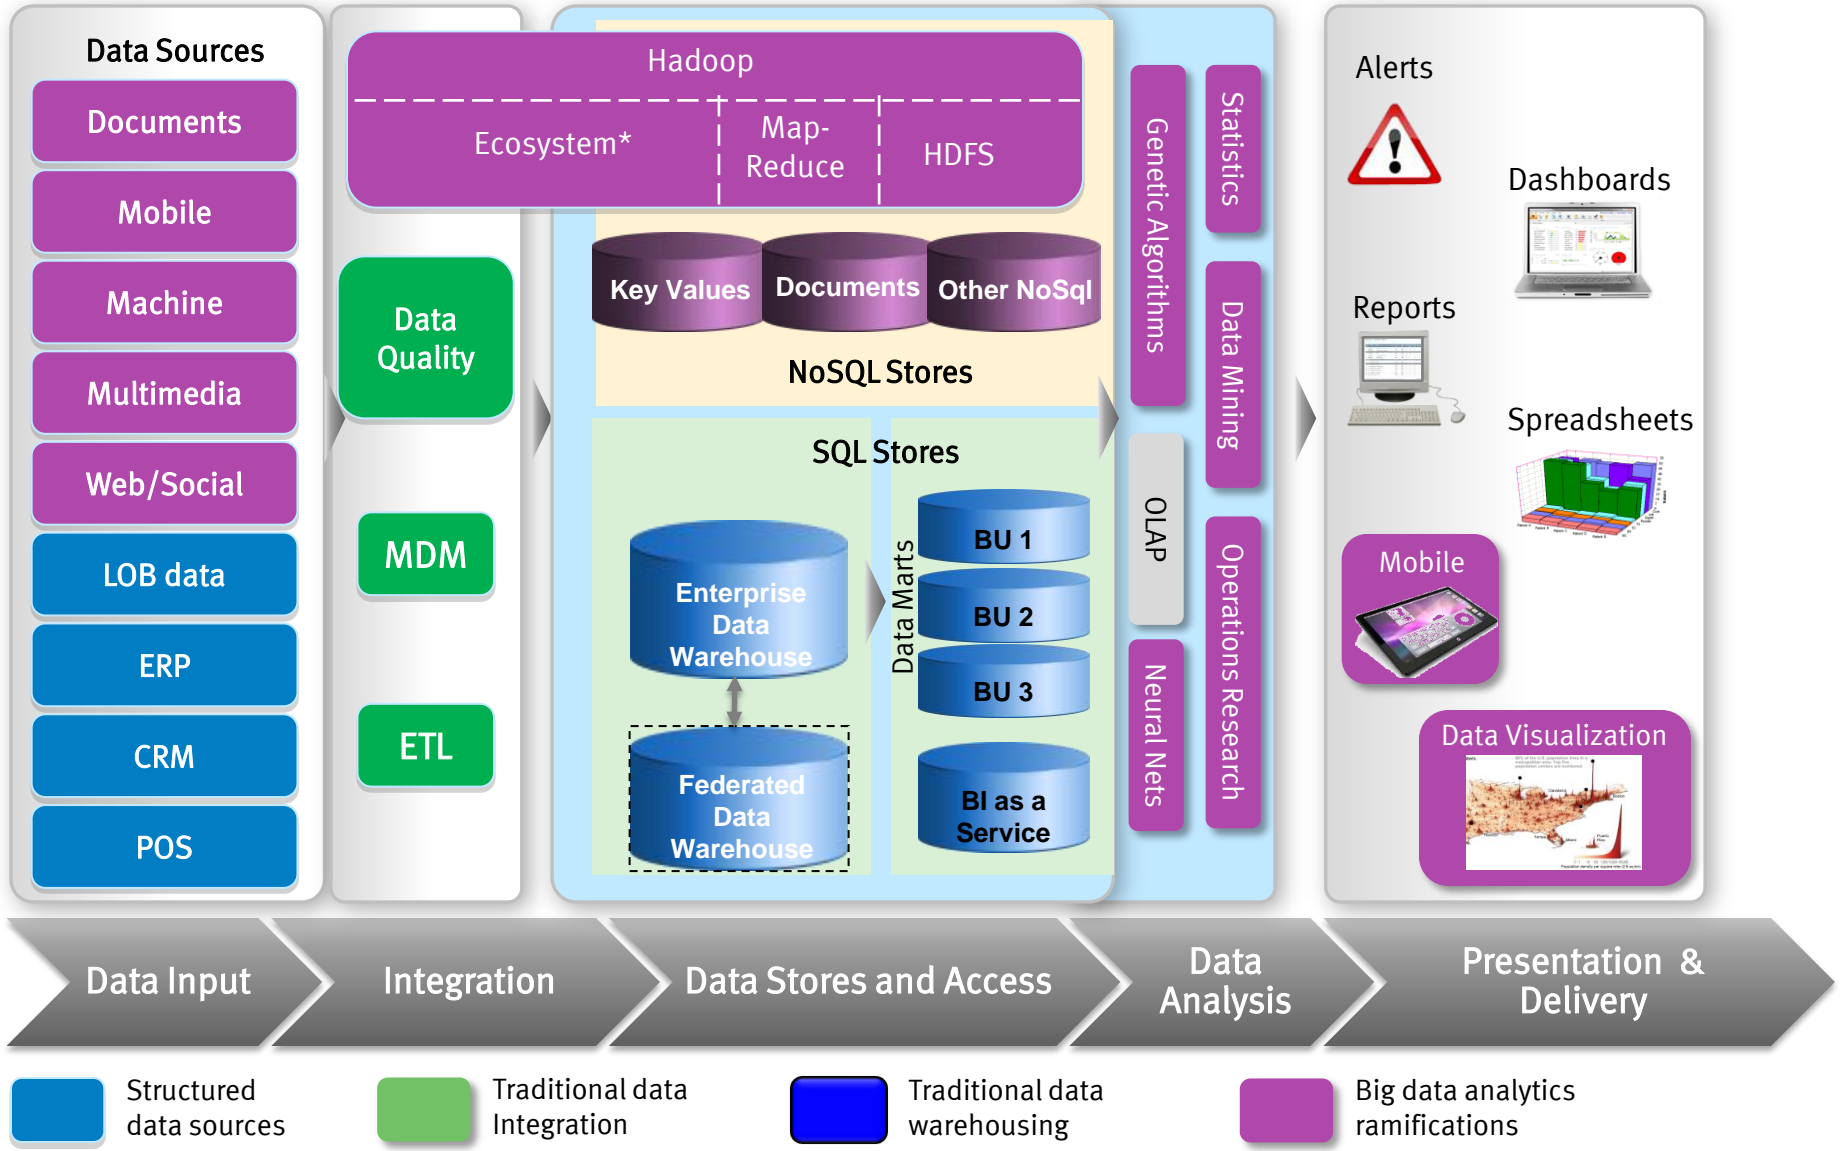 Data Sources
Documents
Mobile
Machine
Multimedia
Web/Social
LOB data
ERP
CRM
POS
Hadoop
Ecosystem*
Map-
Reduce
HDFS
Data
Quality
MDM
ETL
Key Values
Documents
Other NoSql
NoSQL Stores
SQL Stores
Enterprise
Data
Warehouse
Federated
Data
Warehouse
Data Marts
BU 1
BU 2
BU 3
BI as a
Service
Genetic Algorithms
OLAP
Neural Nets
Statistics
Data Mining
Operations Research
Alerts
Dashboards
Reports
Spreadsheets
Mobile
Data Visualization
Data Input
Integration
Data Stores and Access
Data
Analysis
Presentation &
Delivery
Structured
data sources
Traditional data
Integration
Traditional data
warehousing
Big data analytics
ramifications